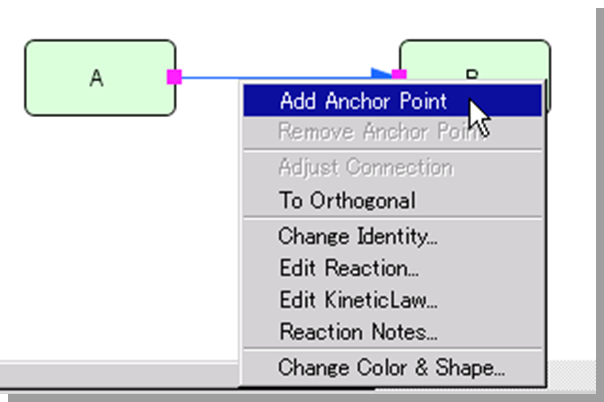 A
B
Add Anchor Point
Remove Anchor Point
Adjust Connection
To Orthogonal
Change Identity...
Edit Reaction...
Edit KineticLaw...
Reaction Notes...
Change Color & Shape...